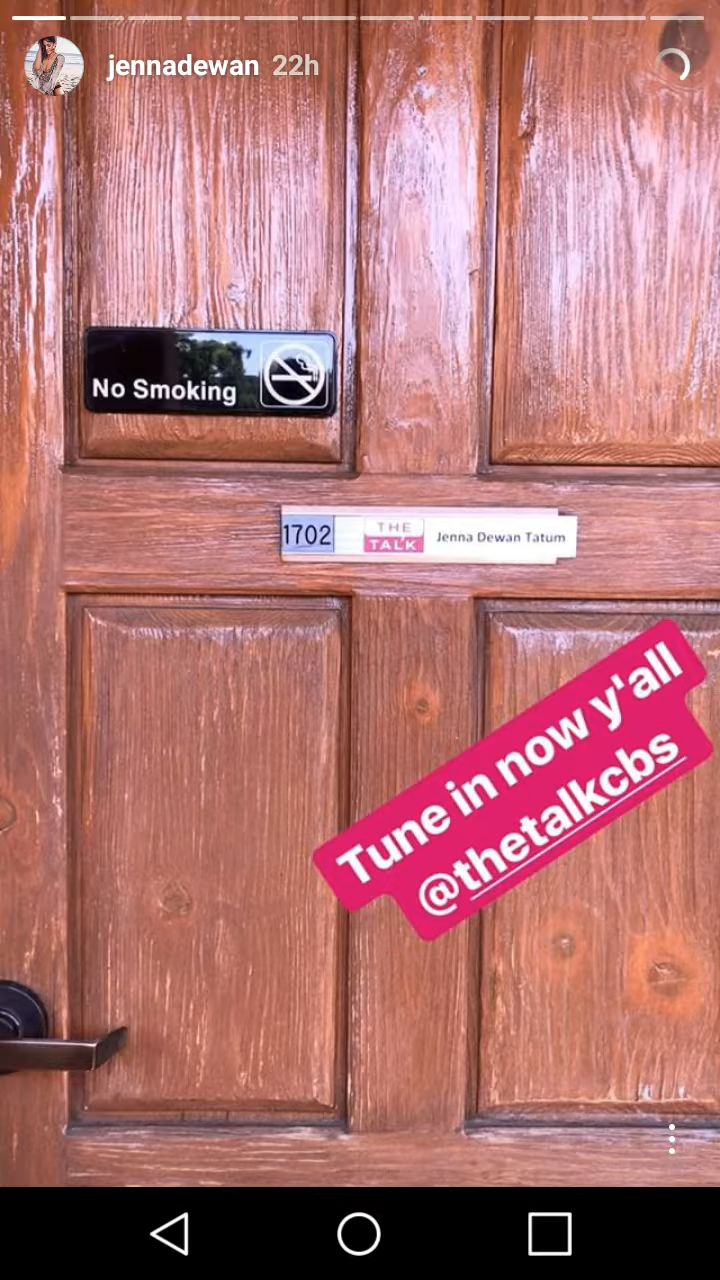 jennadewan 22h
No Smoking
1702
THE
TALK
Jenna Dewan Tatum
Tune in now y'all
@thetalkcbs